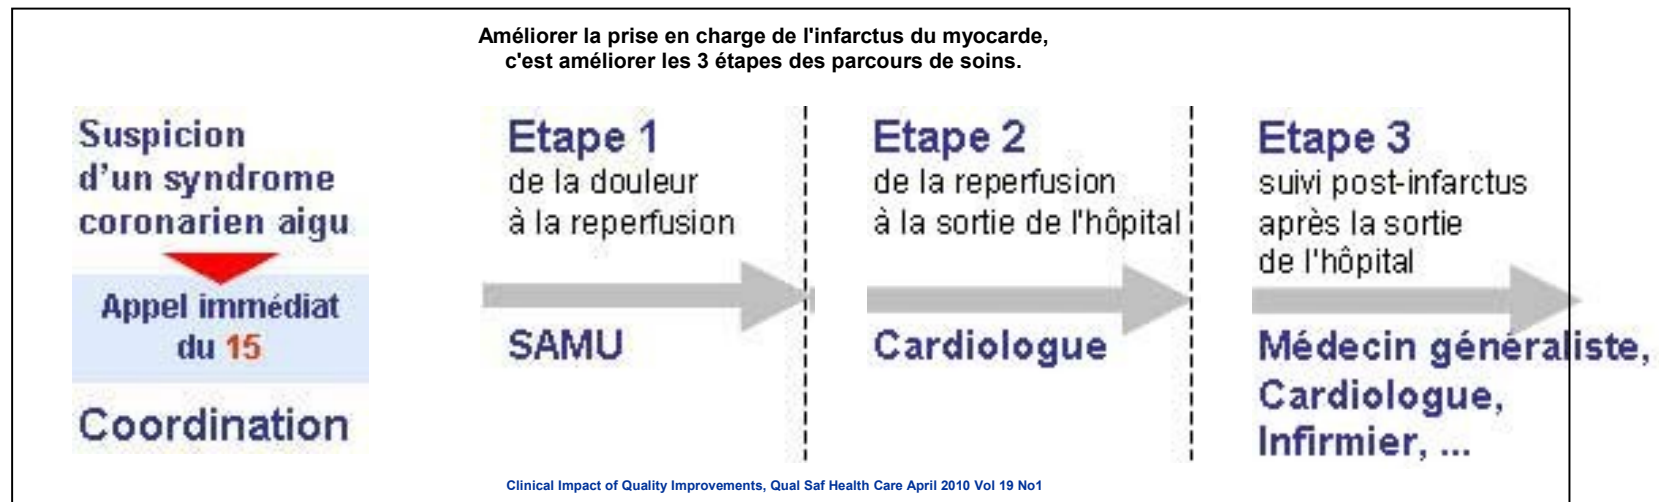 Améliorer la prise en charge de l'infarctus du myocarde,
c'est améliorer les 3 étapes des parcours de soins.
Suspicion
d'un syndrome
coronarien aigu
Appel immédiat
du 15
Coordination
Etape 1
de la douleur
à la reperfusion
SAMU
Etape 2
de la reperfusion
à la sortie de l'hôpital
Cardiologue
Etape 3
suivi post-infarctus
après la sortie
de l'hôpital
Médecin généraliste,
Cardiologue,
Infirmier, ...
Clinical Impact of Quality Improvements, Qual Saf Health Care April 2010 Vol 19 No1